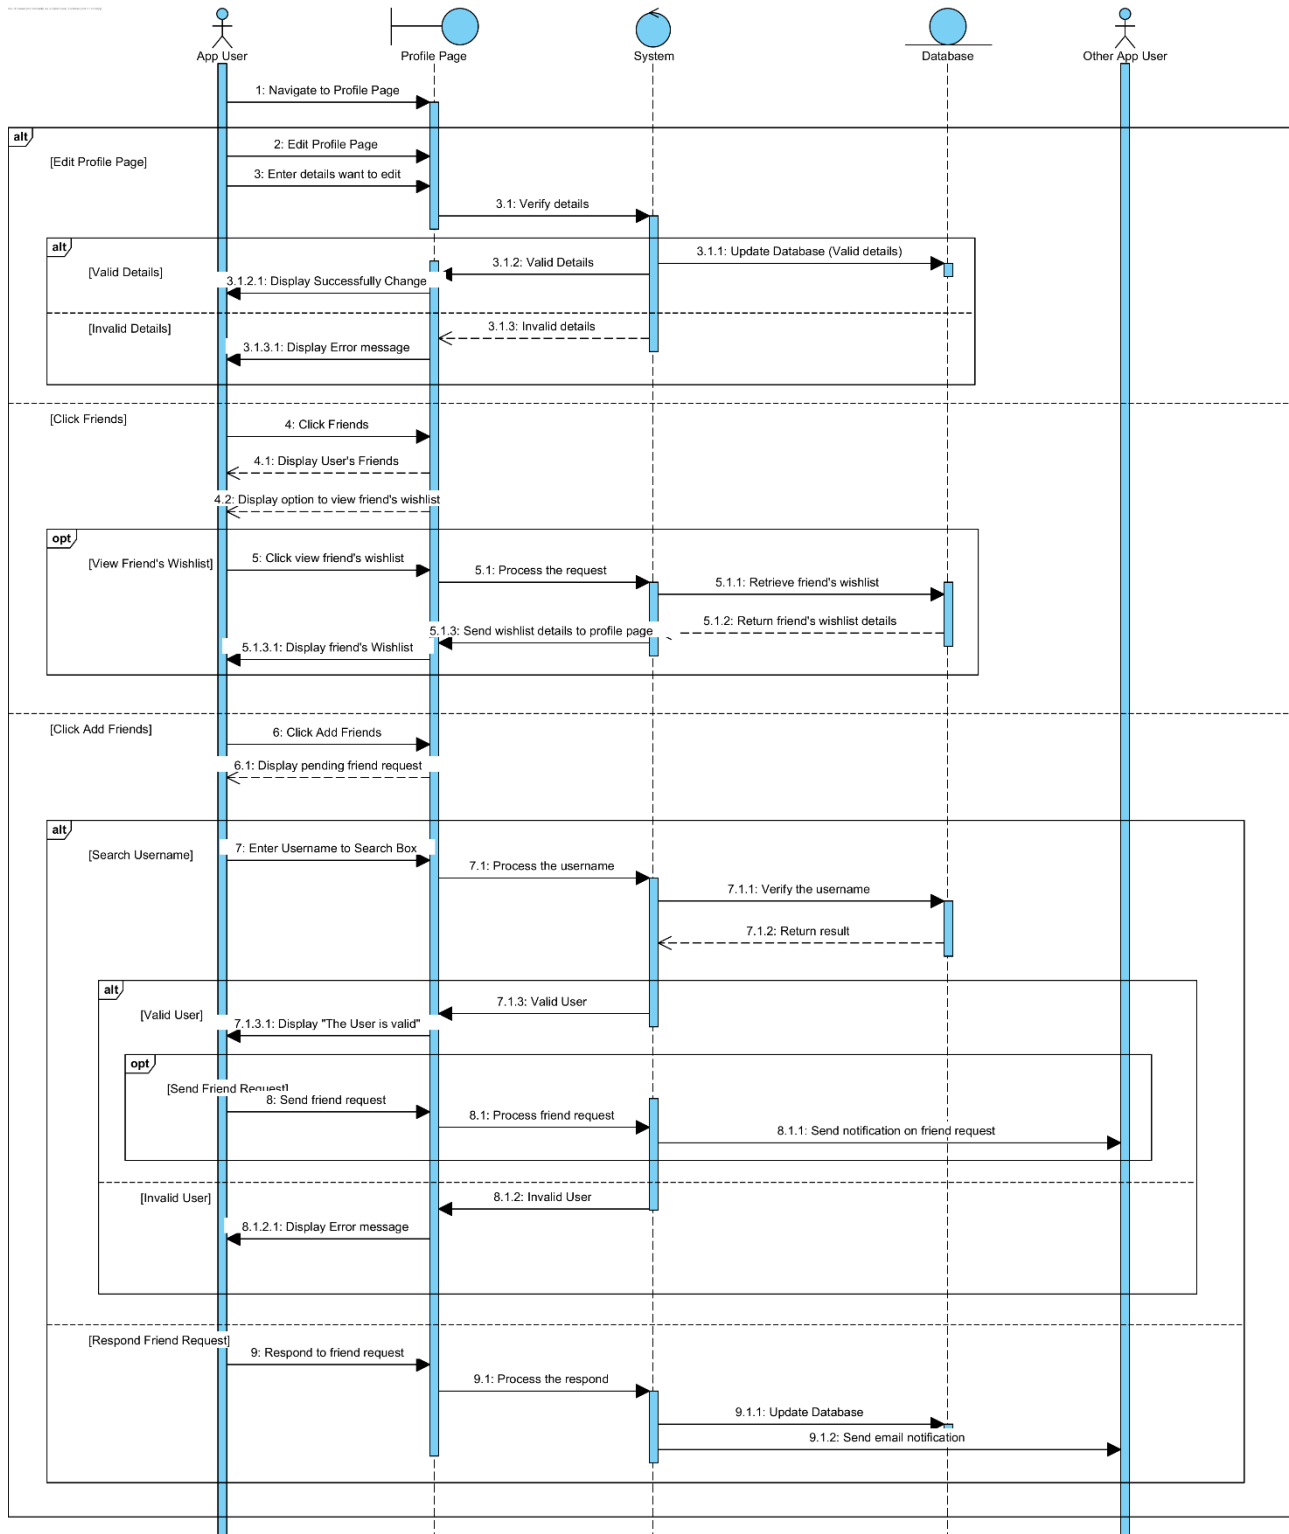 App User
Profile Page
System
Database
Other App User
1: Navigate to Profile Page
alt
[Edit Profile Page]
2: Edit Profile Page
3: Enter details want to edit
3.1: Verify details
alt
[Valid Details]
3.1.1: Update Database (Valid details)
3.1.2: Valid Details
3.1.2.1: Display Successfully Change
[Invalid Details]
3.1.3: Invalid details
3.1.3.1: Display Error message
[Click Friends]
4: Click Friends
4.1: Display User's Friends
4.2: Display option to view friend's wishlist
opt
[View Friend's Wishlist]
5: Click view friend's wishlist
5.1: Process the request
5.1.1: Retrieve friend's wishlist
5.1.2: Return friend's wishlist details
5.1.3: Send wishlist details to profile page
5.1.3.1: Display friend's Wishlist
[Click Add Friends]
6: Click Add Friends
6.1: Display pending friend request
alt
[Search Username]
7: Enter Username to Search Box
7.1: Process the username
7.1.1: Verify the username
7.1.2: Return result
alt
[Valid User]
7.1.3: Valid User
7.1.3.1: Display "The User is valid"
opt
[Send Friend Request]
8: Send friend request
8.1: Process friend request
8.1.1: Send notification on friend request
[Invalid User]
8.1.2: Invalid User
8.1.2.1: Display Error message
[Respond Friend Request]
9: Respond to friend request
9.1: Process the respond
9.1.1: Update Database
9.1.2: Send email notification